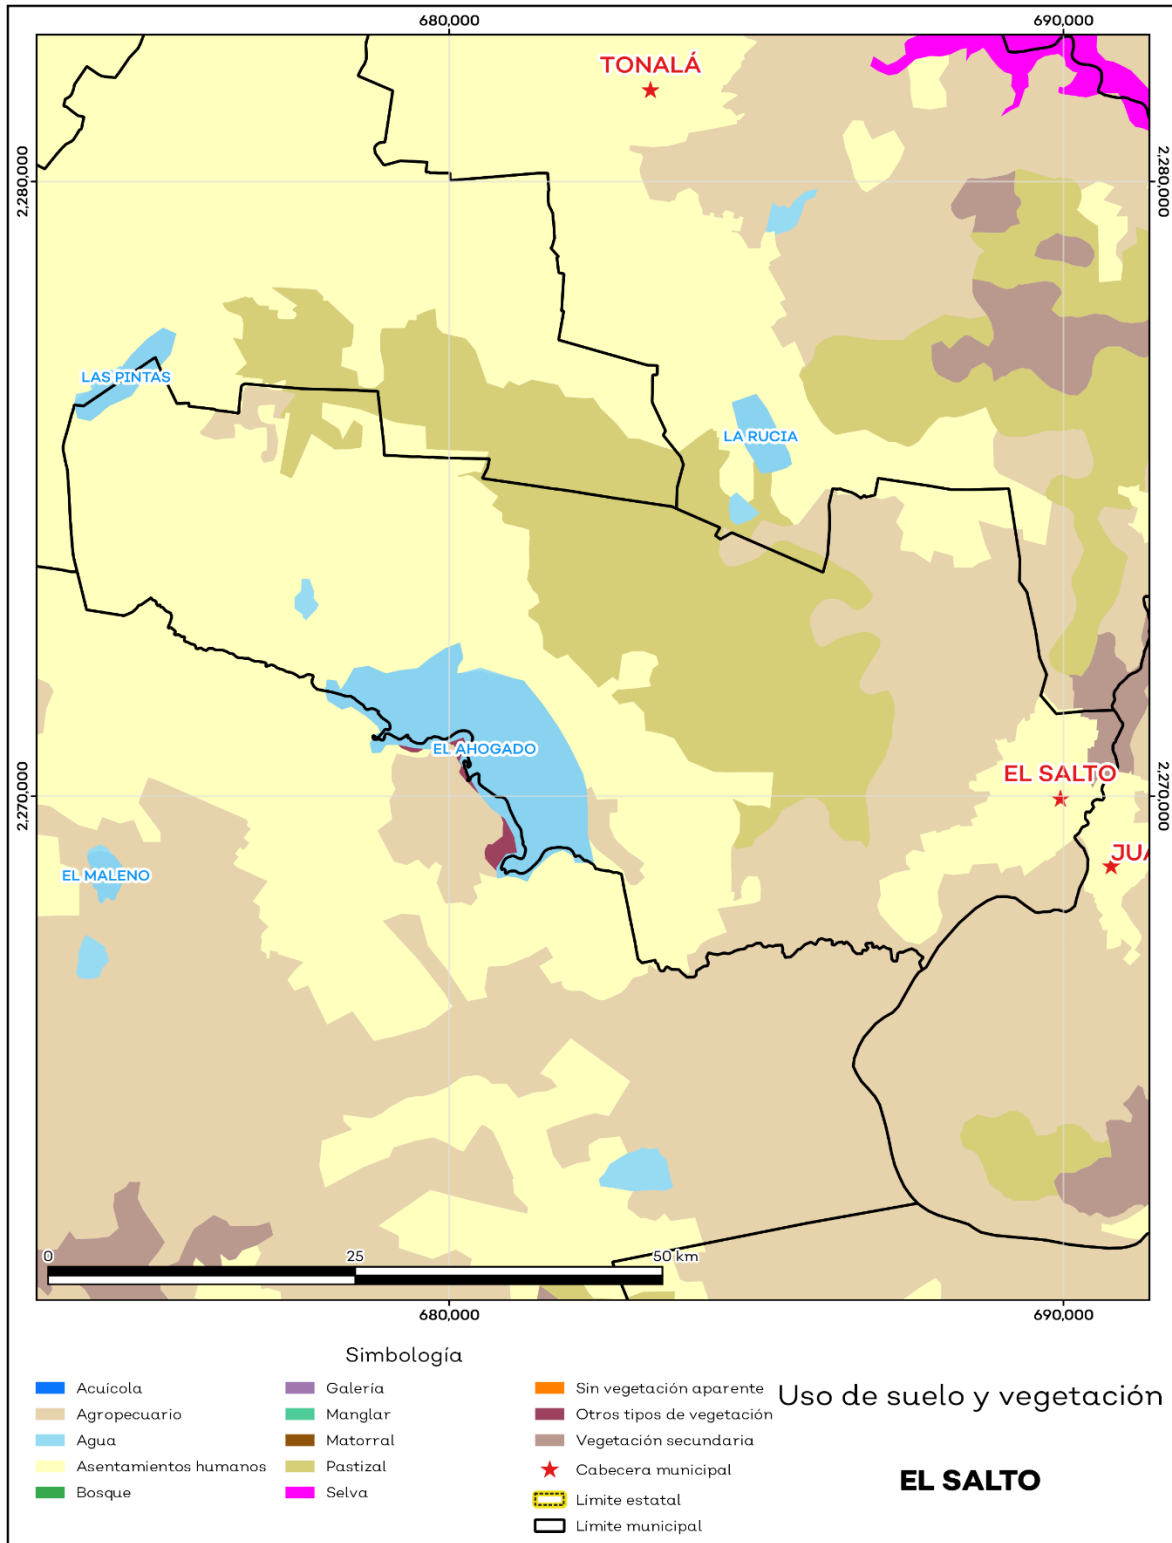 680,000
690,000
TONALÁ
2,280,000
2,280,000
LAS PINTAS
LA RUCIA
EL AHOGADO
2,270,000
2,270,000
EL SALTO
JUA
EL MALENO
0
25
50 km
680,000
690,000
Simbología
Acuícola
Agropecuario
Agua
Asentamientos humanos
Bosque
Galería
Manglar
Matorral
Pastizal
Selva
Sin vegetación aparente
Otros tipos de vegetación
Vegetación secundaria
Cabecera municipal
Límite estatal
Límite municipal
Uso de suelo y vegetación
EL SALTO